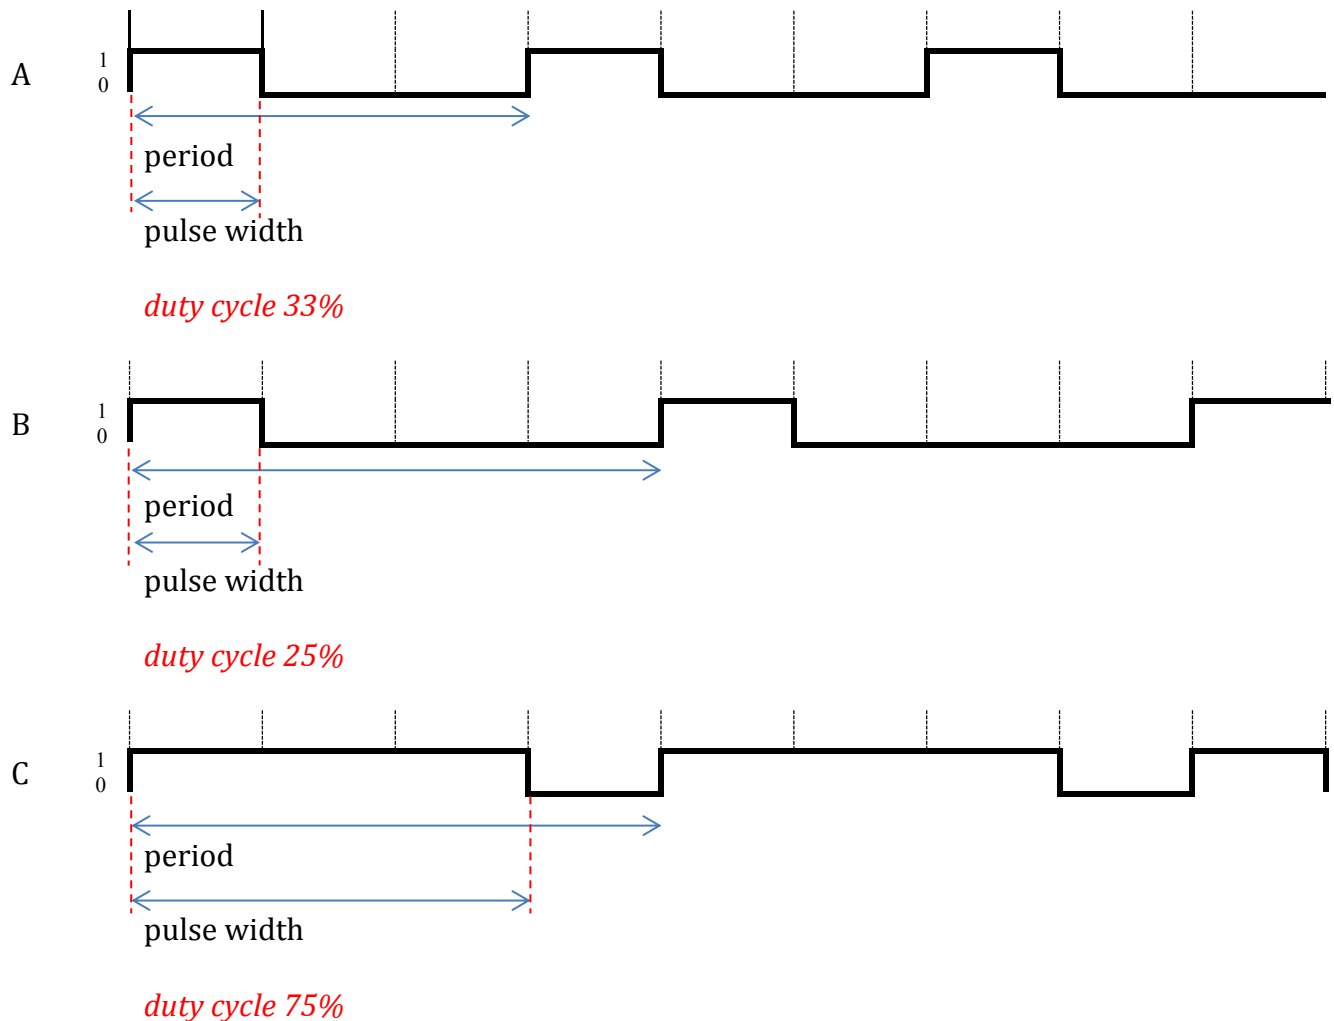 A
1
0
period
pulse width
duty cycle 33%
B
1
0
period
pulse width
duty cycle 25%
C
1
0
period
pulse width
duty cycle 75%